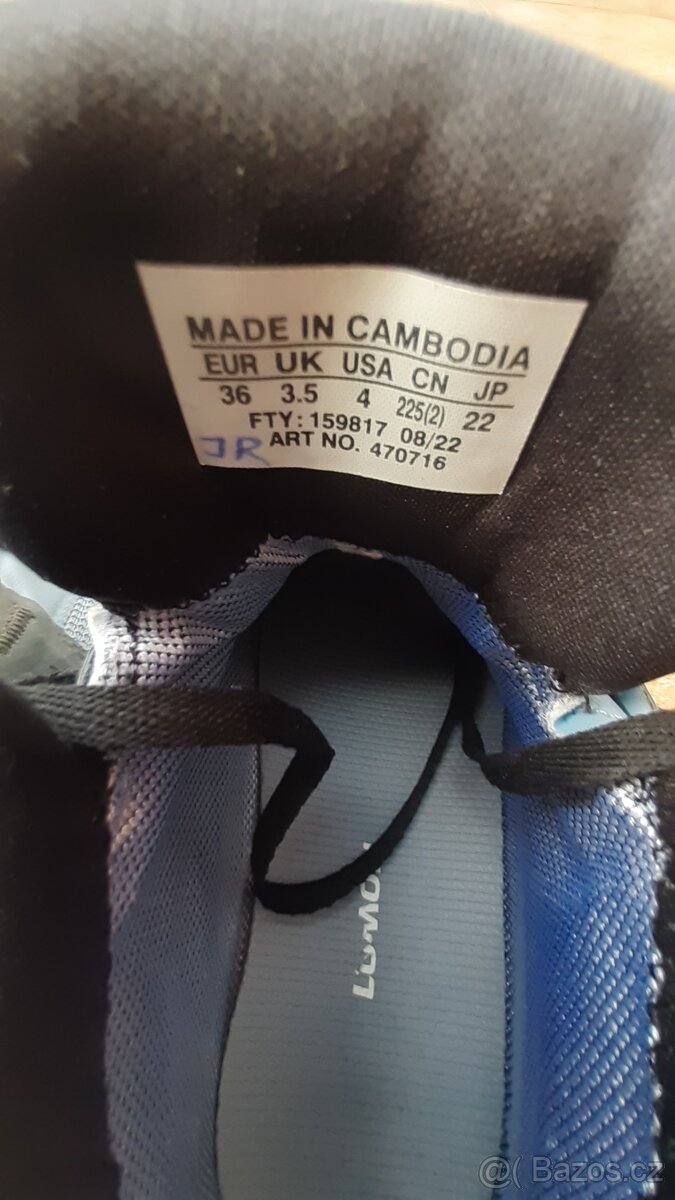 MADE IN CAMBODIA
EUR UK USA CN JP
36 3.5 4 225(2) 22
FTY: 159817 08/22
ART NO. 470716
JR
@( Bazos.cz